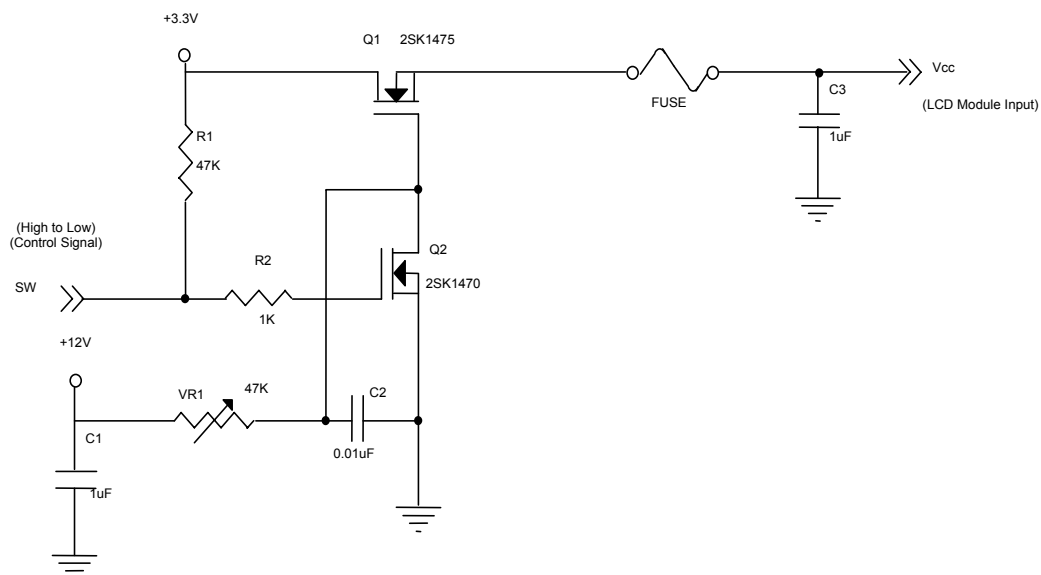 +3.3V
Q1 2SK1475
Vcc
FUSE
C3
(LCD Module Input)
1uF
R1
47K
(High to Low)
(Control Signal)
Q2
R2
SW
2SK1470
1K
+12V
VR1
47K
C2
C1
0.01uF
1uF